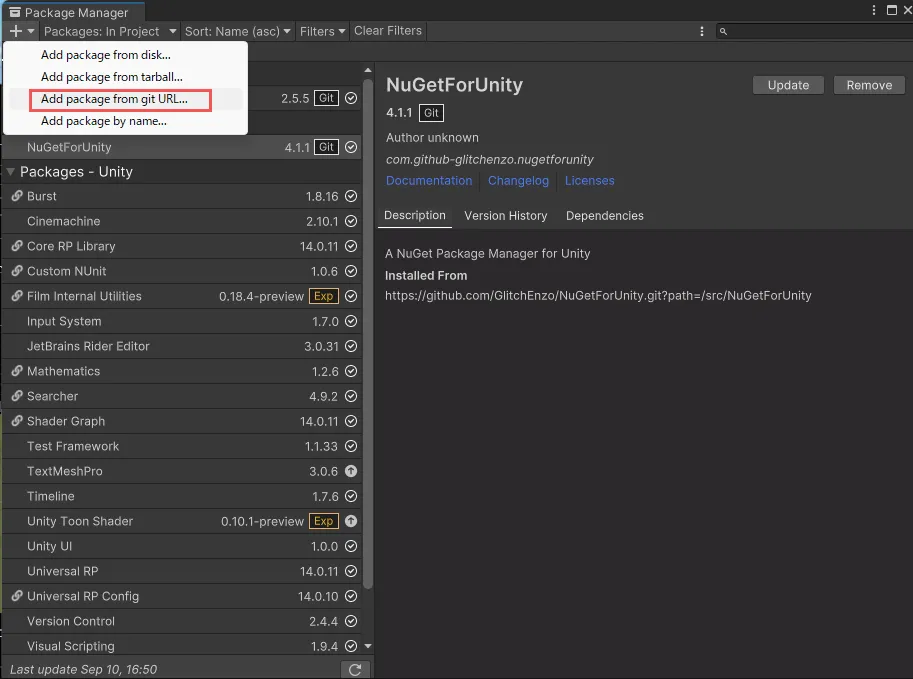 Package Manager
Packages: In Project Sort: Name (asc) Filters Clear Filters
Add package from disk...
Add package from tarball...
Add package from git URL...
Add package by name...
2.5.5 Git
NuGetForUnity 4.1.1 Git
Packages - Unity
Burst 1.8.16
Cinemachine 2.10.1
Core RP Library 14.0.11
Custom NUnit 1.0.6
Film Internal Utilities 0.18.4-preview Exp
Input System 1.7.0
JetBrains Rider Editor 3.0.31
Mathematics 1.2.6
Searcher 4.9.2
Shader Graph 14.0.11
Test Framework 1.1.33
TextMeshPro 3.0.6
Timeline 1.7.6
Unity Toon Shader 0.10.1-preview Exp
Unity UI 1.0.0
Universal RP 14.0.11
Universal RP Config 14.0.10
Version Control 2.4.4
Visual Scripting 1.9.4
Last update Sep 10, 16:50
NuGetForUnity Update Remove
4.1.1 Git
Author unknown
com.github-glitchenzo.nugetforunity
Documentation Changelog Licenses
Description Version History Dependencies
A NuGet Package Manager for Unity
Installed From
https://github.com/GlitchEnzo/NuGetForUnity.git?path=/src/NuGetForUnity